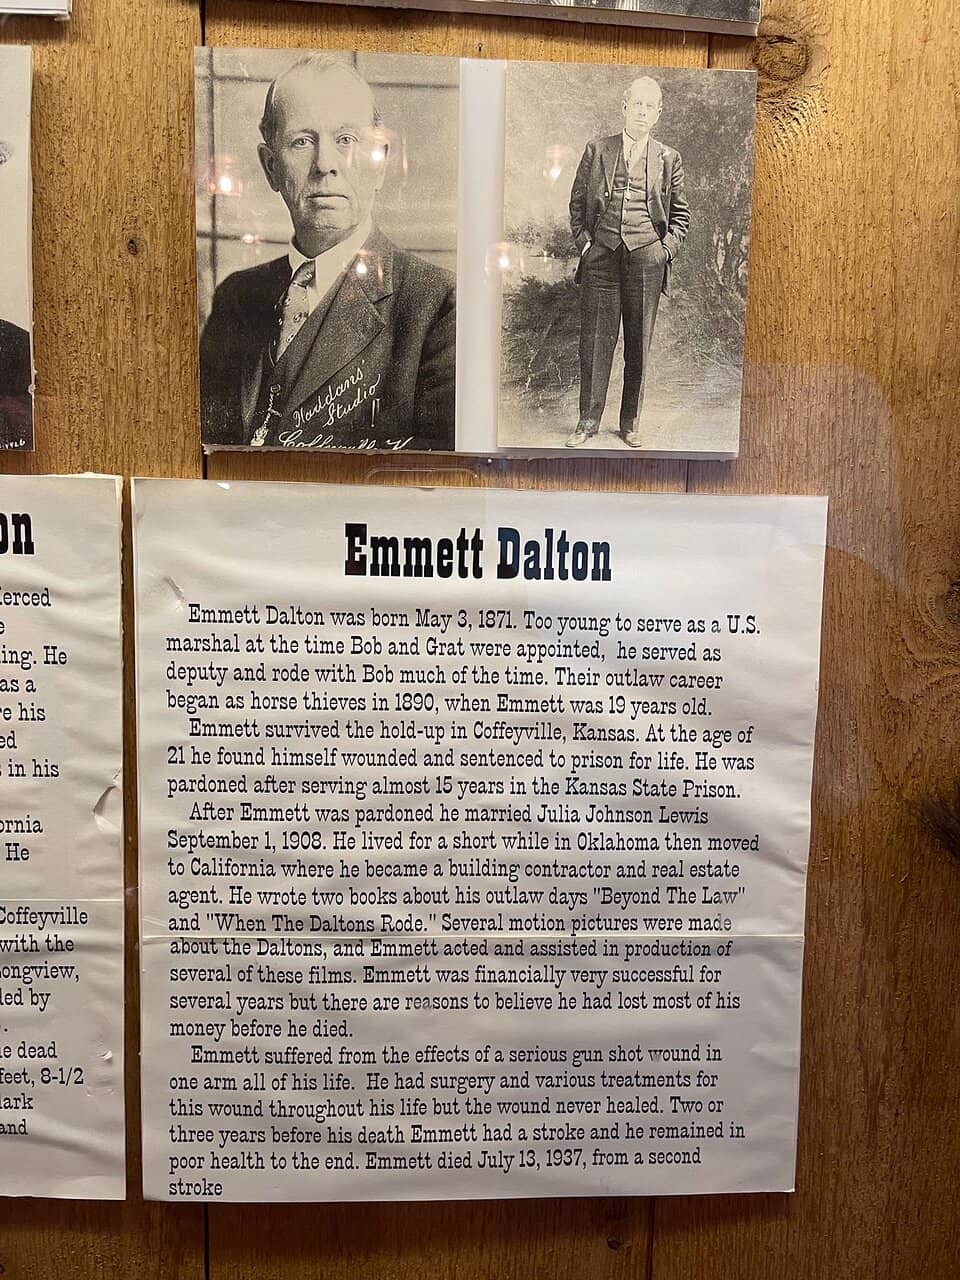 Haddans'
Studio
Emmett Dalton
Emmett Dalton was born May 3, 1871. Too young to serve as a U.S.
marshal at the time Bob and Grat were appointed, he served as
deputy and rode with Bob much of the time. Their outlaw career
began as horse thieves in 1890, when Emmett was 19 years old.
Emmett survived the hold-up in Coffeyville, Kansas. At the age of
21 he found himself wounded and sentenced to prison for life. He was
pardoned after serving almost 15 years in the Kansas State Prison.
After Emmett was pardoned he married Julia Johnson Lewis
September 1, 1908. He lived for a short while in Oklahoma then moved
to California where he became a building contractor and real estate
agent. He wrote two books about his outlaw days "Beyond The Law"
and "When The Daltons Rode." Several motion pictures were made
about the Daltons, and Emmett acted and assisted in production of
several of these films. Emmett was financially very successful for
several years but there are reasons to believe he had lost most of his
money before he died.
Emmett suffered from the effects of a serious gun shot wound in
one arm all of his life. He had surgery and various treatments for
this wound throughout his life but the wound never healed. Two or
three years before his death Emmett had a stroke and he remained in
poor health to the end. Emmett died July 13, 1937, from a second
stroke
on
ierced
e
ing. He
as a
e his
ed
s in his
ornia
He
Coffeyville
with the
Longview,
led by
.
e dead
feet, 8-1/2
lark
and